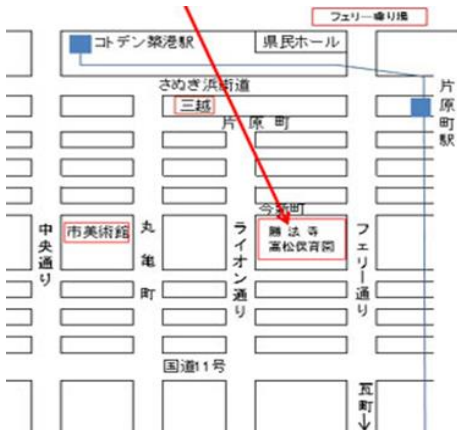 フェリー乗り場
コトデン築港駅
県民ホール
さぬき浜街道
三越
片原町
片原町駅
今新町
中央通り
市美術館
丸亀町
ライオン通り
勝法寺
高松保育園
フェリー通り
国道11号
瓦町↓